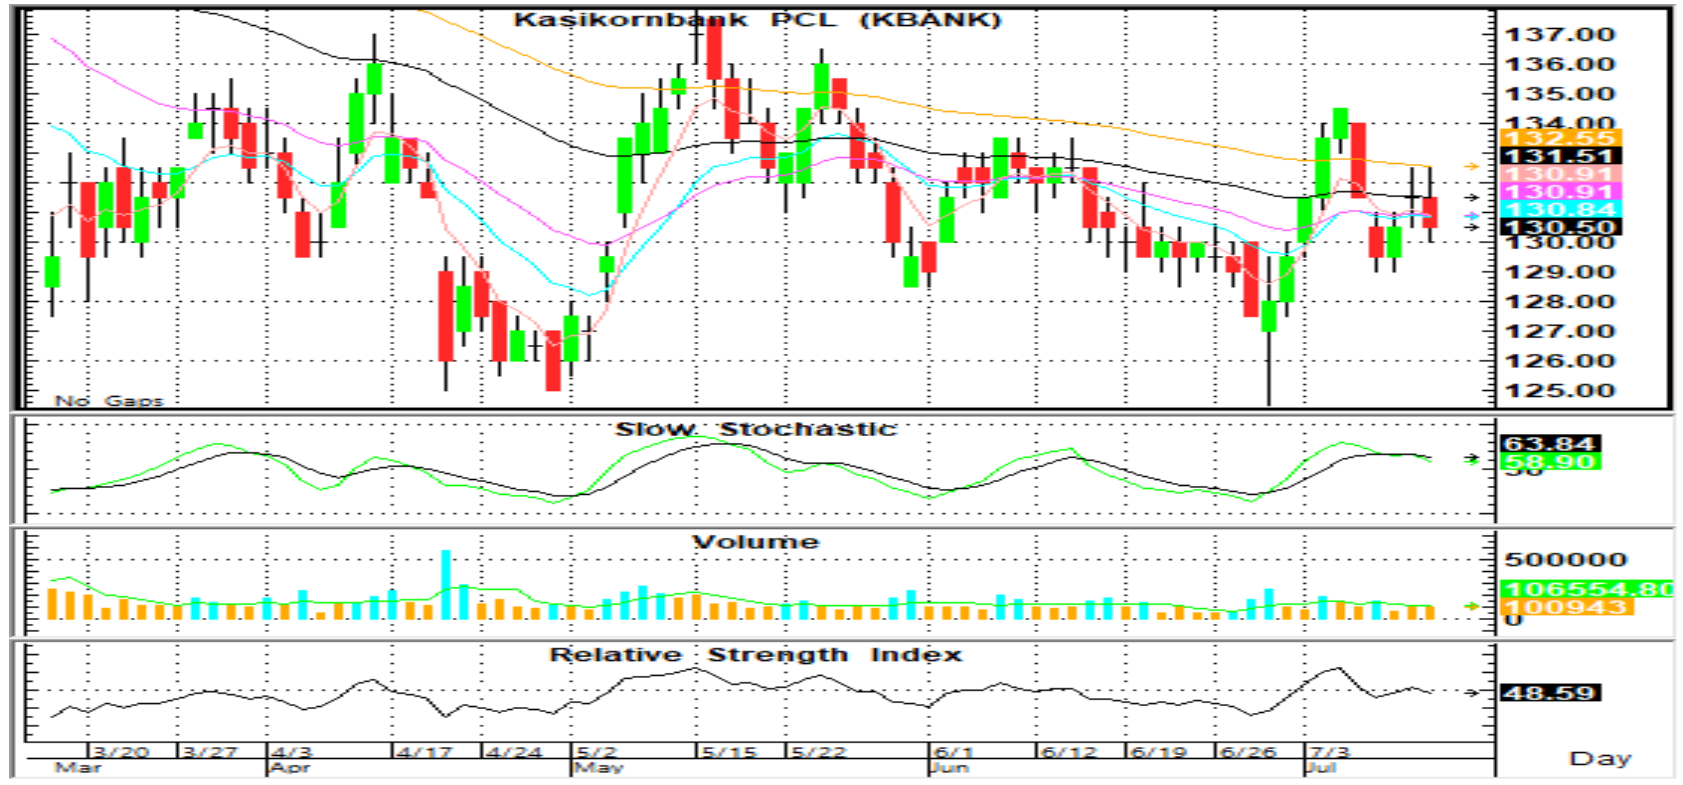 Kasikornbank PCL (KBANK)
137.00
136.00
135.00
134.00
132.55
131.51
130.91
130.91
130.84
130.50
130.00
129.00
128.00
127.00
126.00
125.00
No Gaps
Slow Stochastic
63.84
58.90
Volume
500000
106554.80
100943
0
Relative Strength Index
48.59
3/20 3/27 4/3 4/17 4/24 5/2 5/15 5/22 6/1 6/12 6/19 6/26 7/3
Mar Apr May Jun Jul
Day